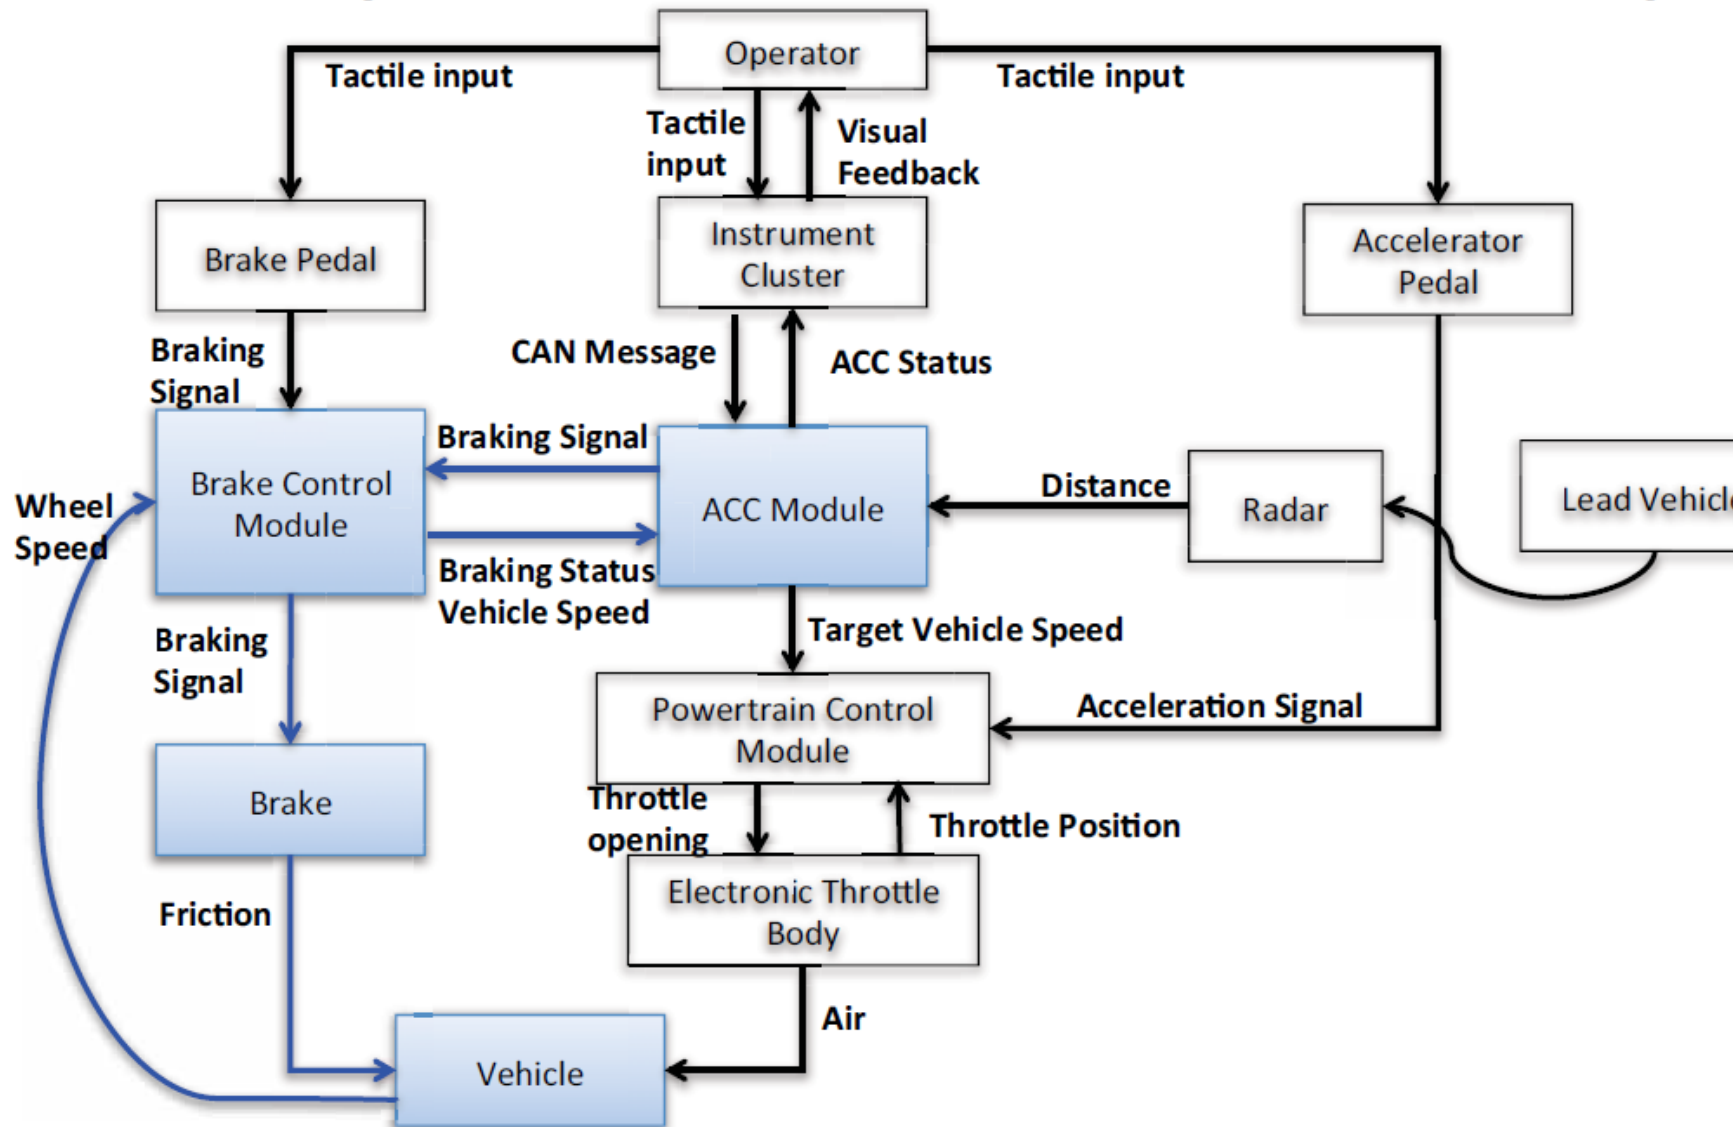 Operator
Tactile input
Tactile input
Tactile
input
Visual
Feedback
Brake Pedal
Instrument
Cluster
Accelerator
Pedal
Braking
Signal
CAN Message
ACC Status
Braking Signal
Brake Control
Module
ACC Module
Distance
Radar
Wheel
Speed
Braking Status
Vehicle Speed
Braking
Signal
Target Vehicle Speed
Powertrain Control
Module
Acceleration Signal
Brake
Throttle
opening
Throttle Position
Electronic Throttle
Body
Friction
Air
Vehicle
Lead Vehicle